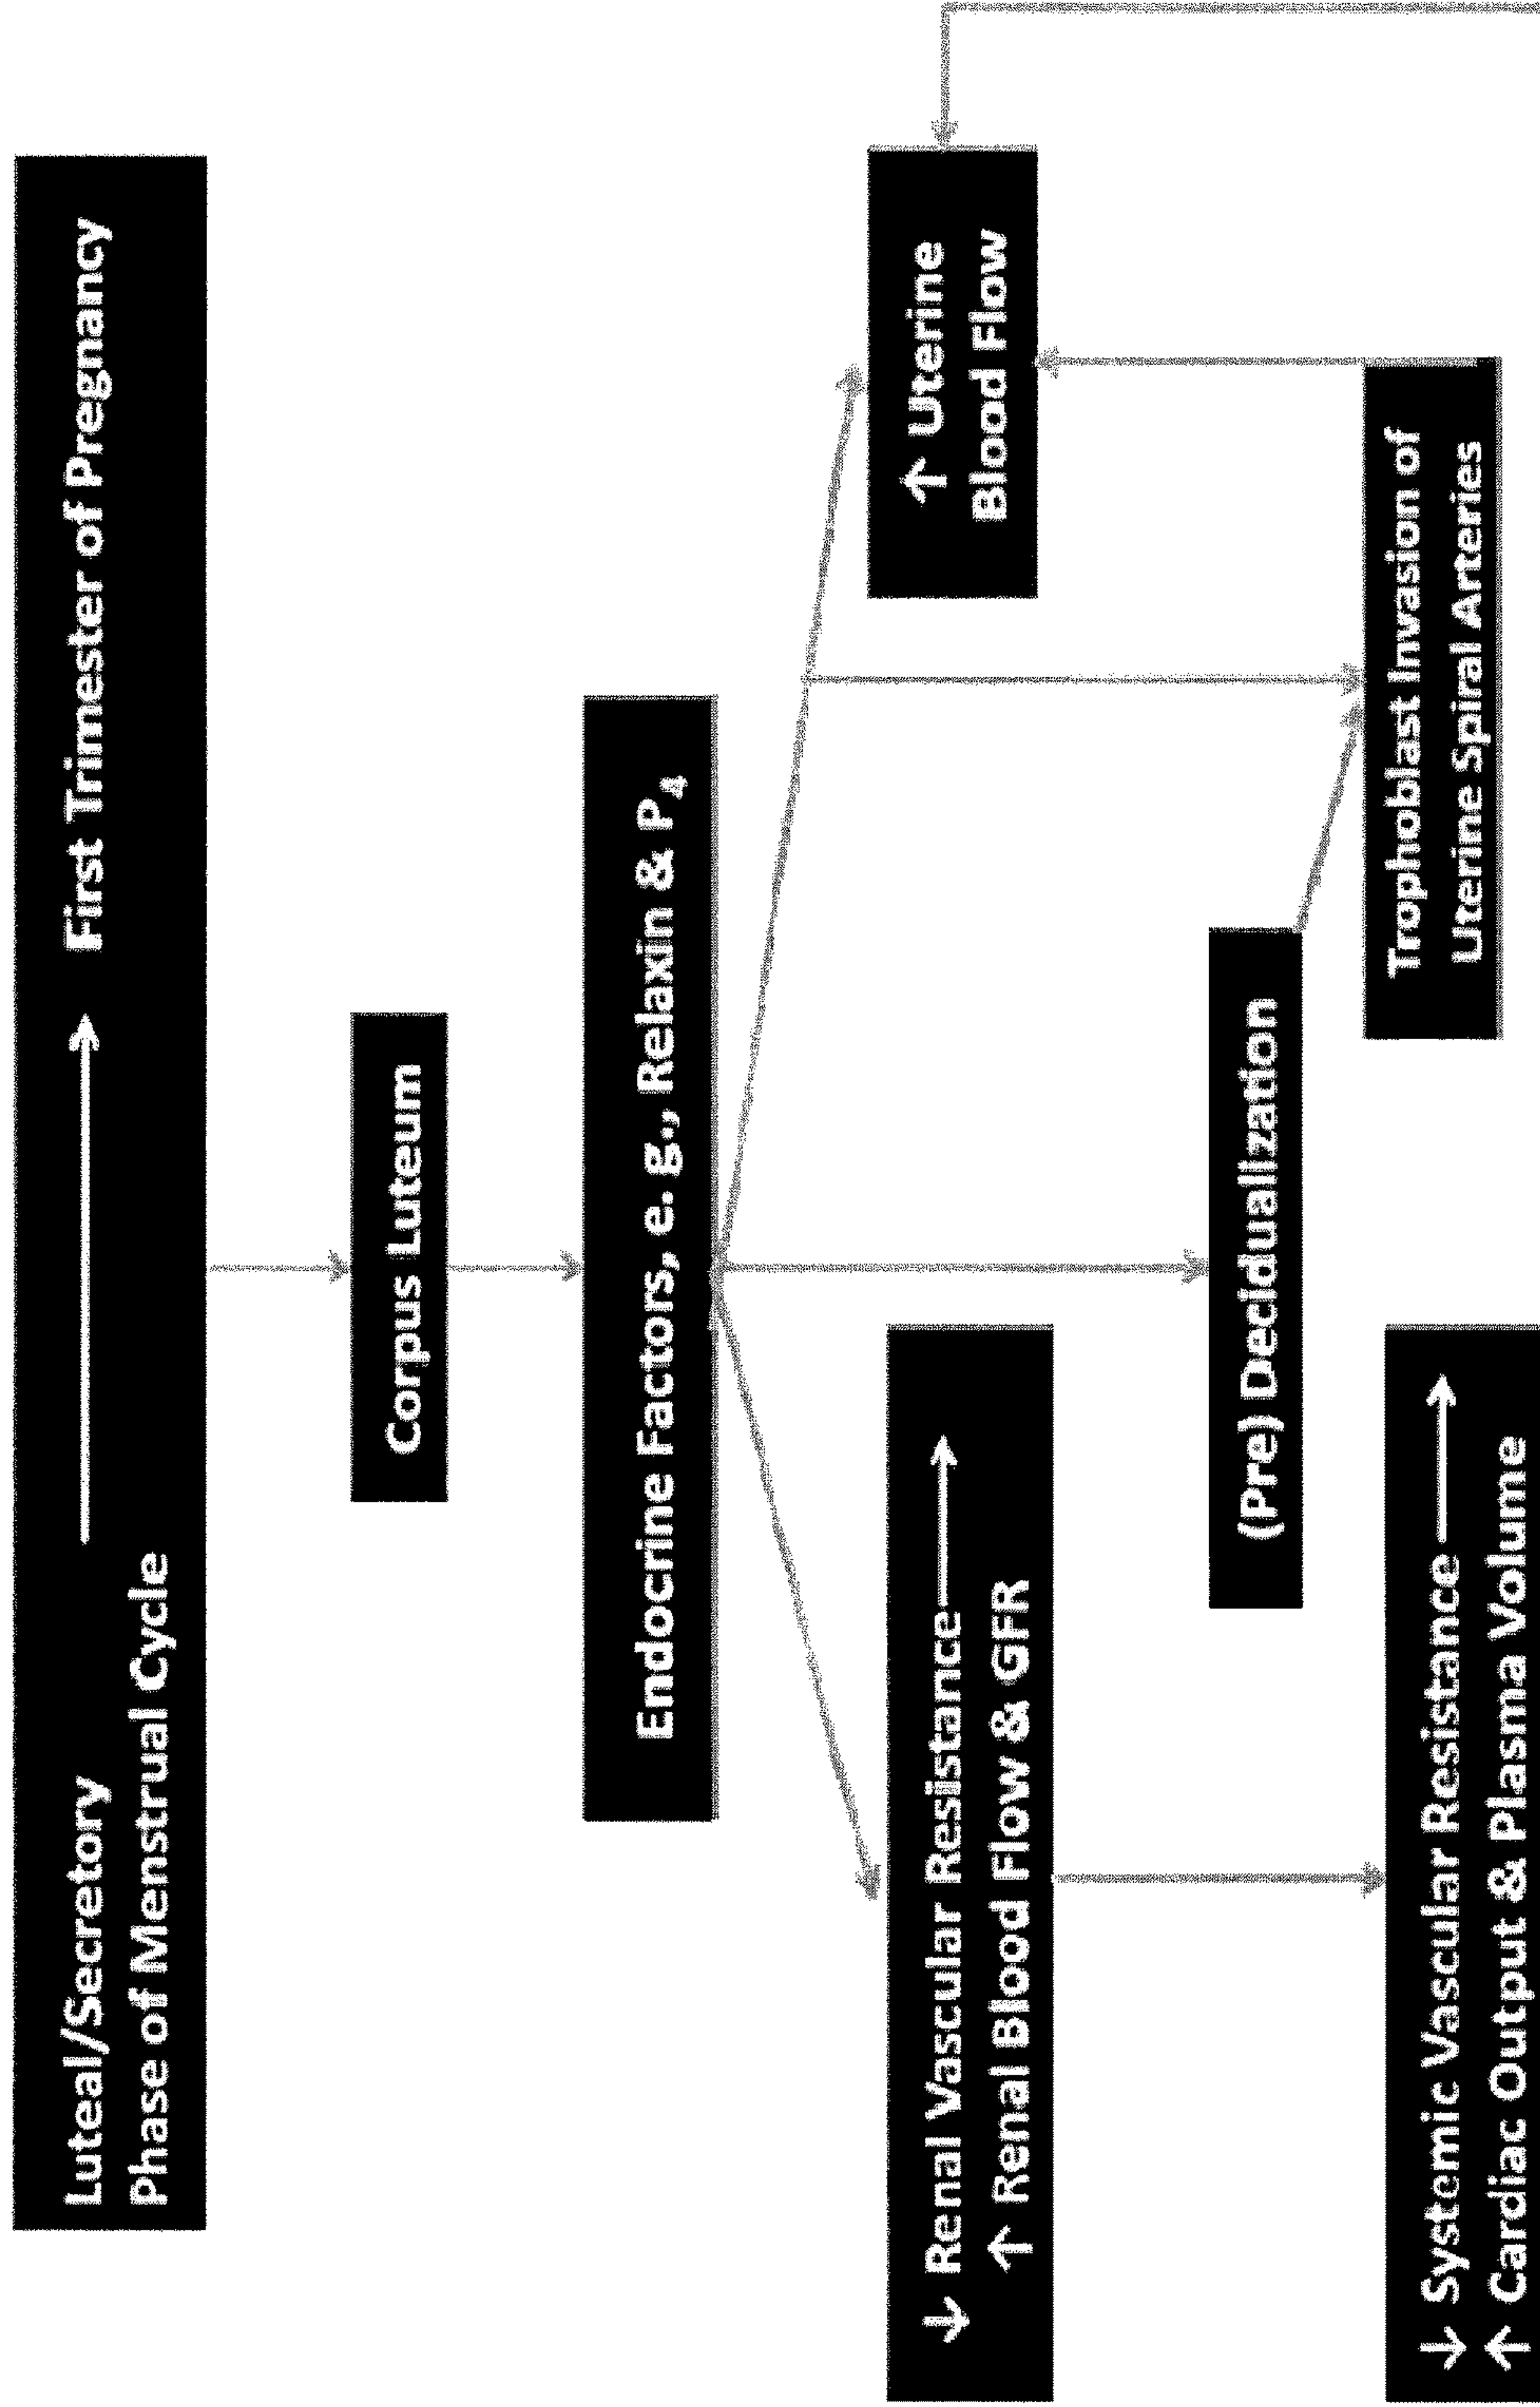 Luteal/Secretory ⟶ First Trimester of Pregnancy
Phase of Menstrual Cycle
Corpus Luteum
Endocrine Factors, e. g., Relaxin & P₄
↓ Renal Vascular Resistance⟶
↑ Renal Blood Flow & GFR
↑ Uterine
Blood Flow
(Pre) Decidualization
Trophoblast Invasion of
Uterine Spiral Arteries
↓ Systemic Vascular Resistance ⟶
↑ Cardiac Output & Plasma Volume